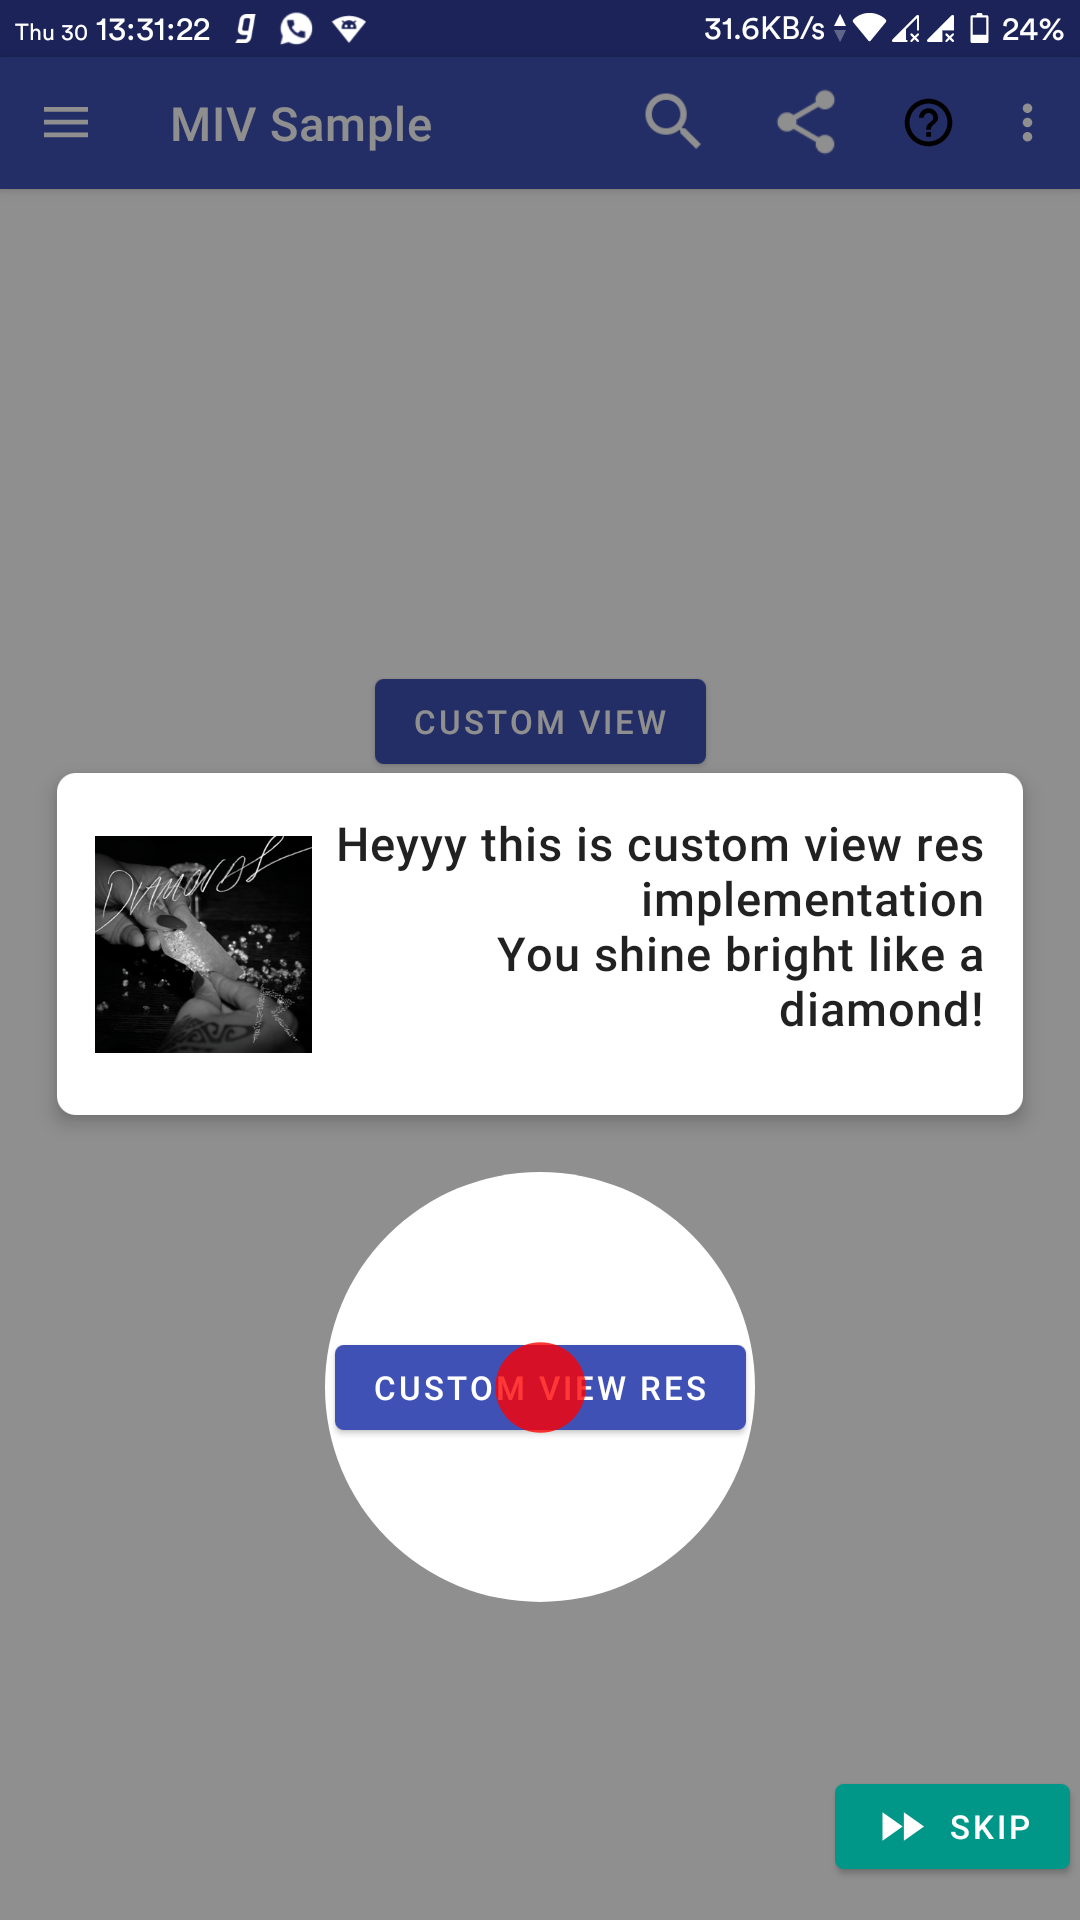 Thu 30 13:31:22 g 31.6KB/s 24%
MIV Sample
CUSTOM VIEW
DIAMONDS
Heyyy this is custom view res
implementation
You shine bright like a
diamond!
CUSTOM VIEW RES
SKIP